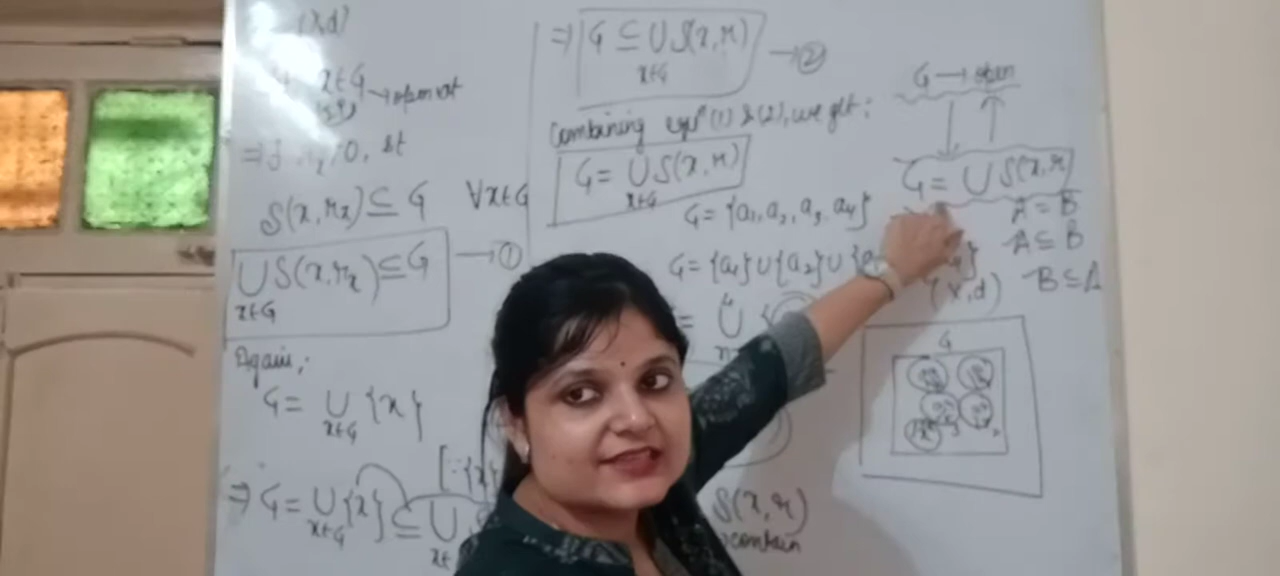 (X,d)
x∈G → open set
⇒ ∃ r_x>0, st
S(x,r_x) ⊆ G ∀x∈G
∪ S(x,r_x) ⊆ G → ①
x∈G
Again,
G = ∪ {x}
x∈G
⇒ G = ∪ {x} ⊆ ∪
x∈G
[∵ {x}
⇒ G ⊆ ∪ S(x,r) → ②
x∈G
Combining eqⁿ (1) & (2), we get:
G = ∪ S(x,r)
x∈G
G = {a₁, a₂, a₃, a₄}
G = {a₁} ∪ {a₂} ∪
= ∪
S(x,r)
contain
G → open
G = ∪ S(x,r)
A = B
A ⊆ B
B ⊆ A
(X,d)
G